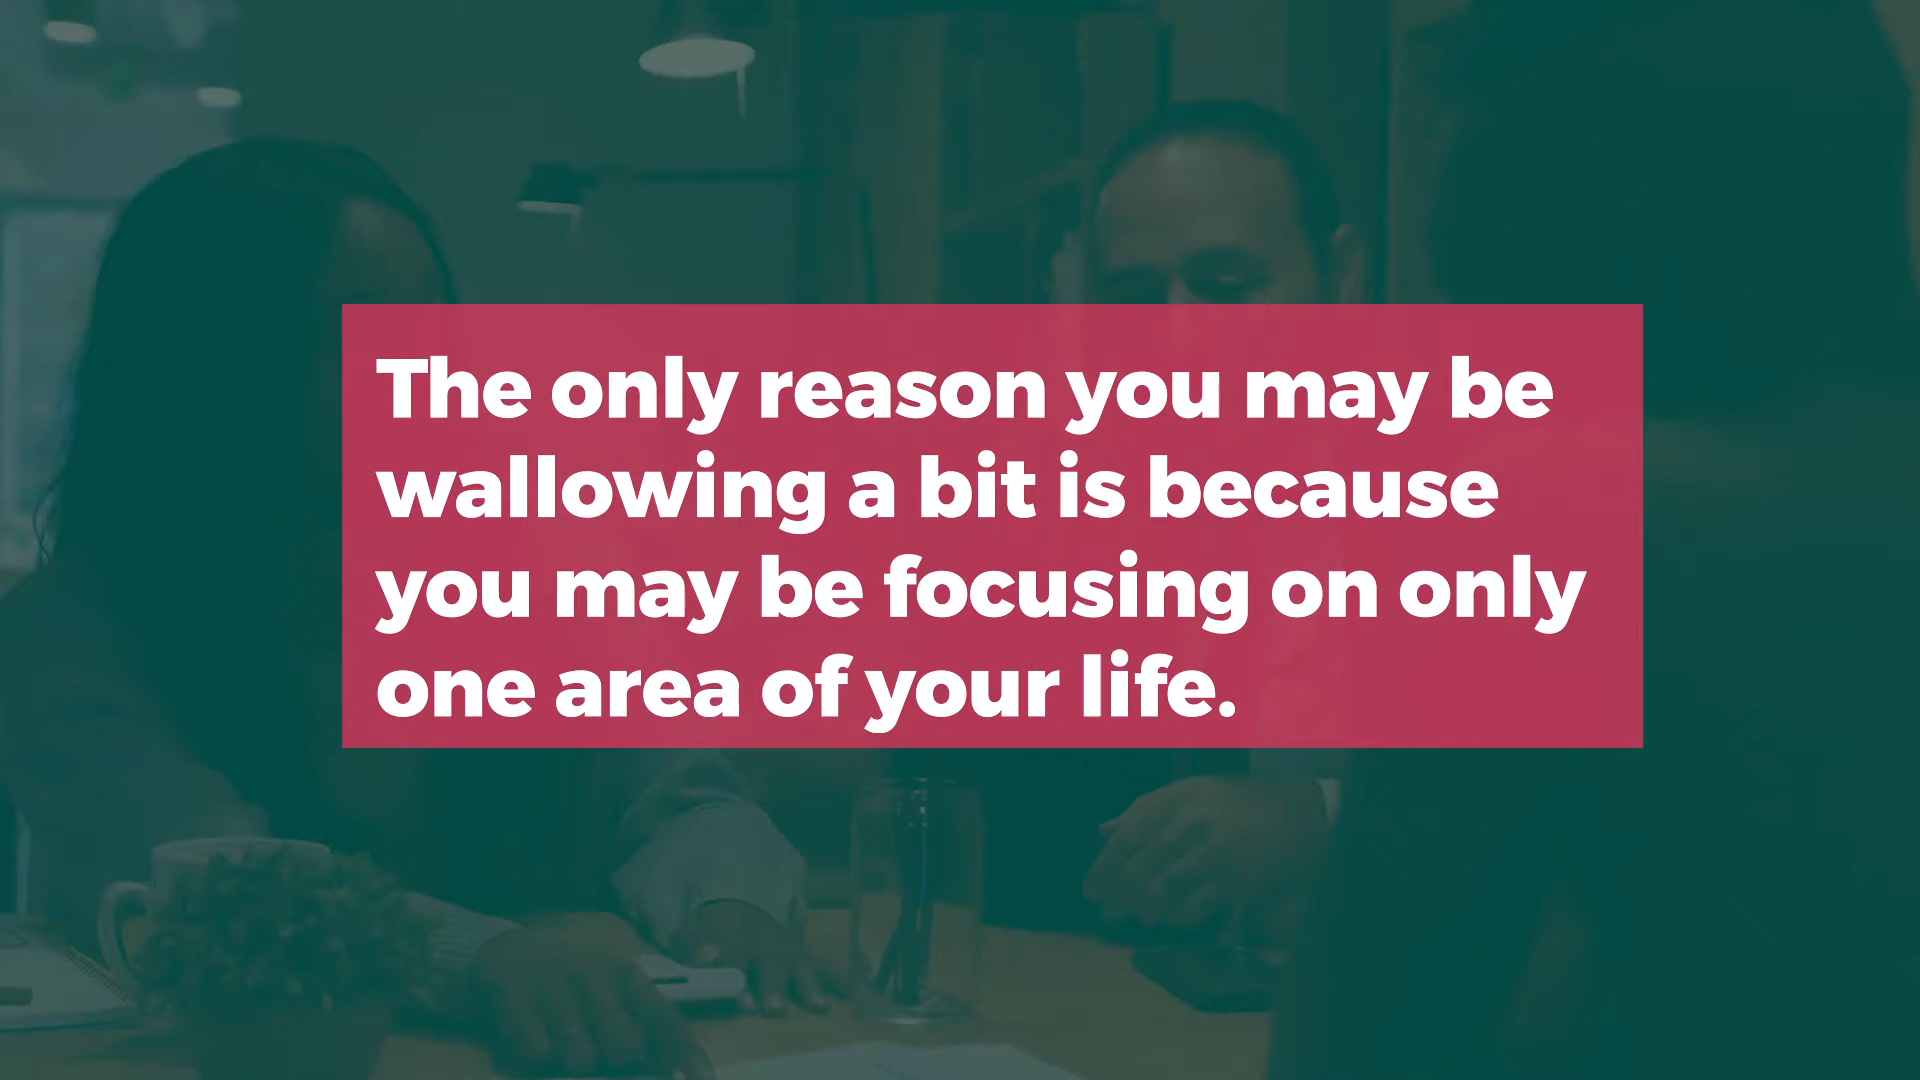 The only reason you may be
wallowing a bit is because
you may be focusing on only
one area of your life.